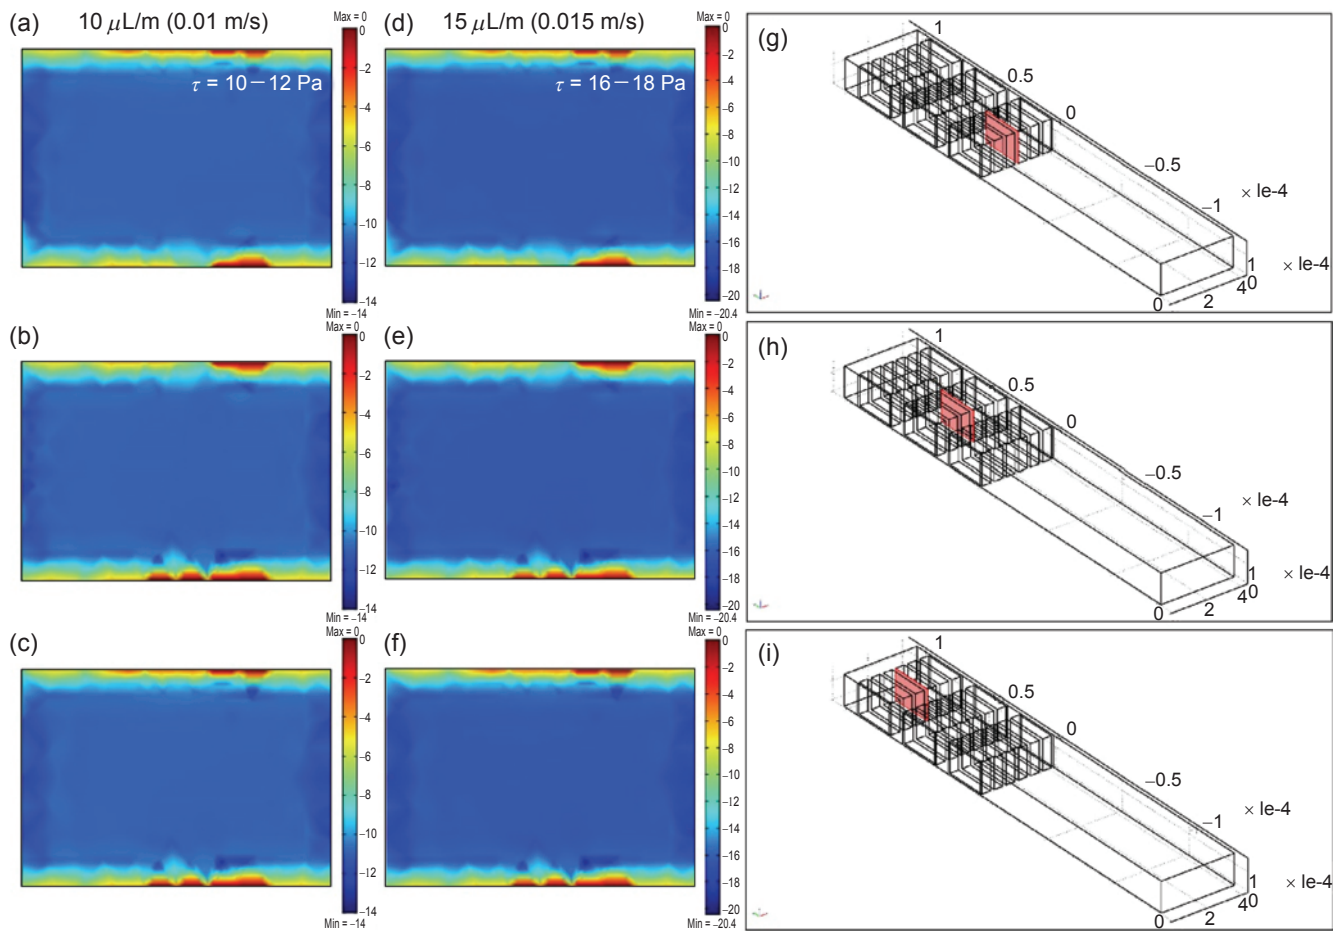 (a) 10 μL/m (0.01 m/s)
Max = 0
0
τ = 10−12 Pa
−2
−4
−6
−8
−10
−12
−14
Min = −14
(d) 15 μL/m (0.015 m/s)
Max = 0
0
τ = 16−18 Pa
−2
−4
−6
−8
−10
−12
−14
−16
−18
−20
Min = −20.4
(g)
1
0.5
0
−0.5
× le-4
−1
1
× le-4
0
0 2 4
(b)
Max = 0
0
−2
−4
−6
−8
−10
−12
−14
Min = −14
(e)
Max = 0
0
−2
−4
−6
−8
−10
−12
−14
−16
−18
−20
Min = −20.4
(h)
1
0.5
0
−0.5
× le-4
−1
1
× le-4
0
0 2 4
(c)
Max = 0
0
−2
−4
−6
−8
−10
−12
−14
Min = −14
(f)
Max = 0
0
−2
−4
−6
−8
−10
−12
−14
−16
−18
−20
Min = −20.4
(i)
1
0.5
0
−0.5
× le-4
−1
1
× le-4
0
0 2 4